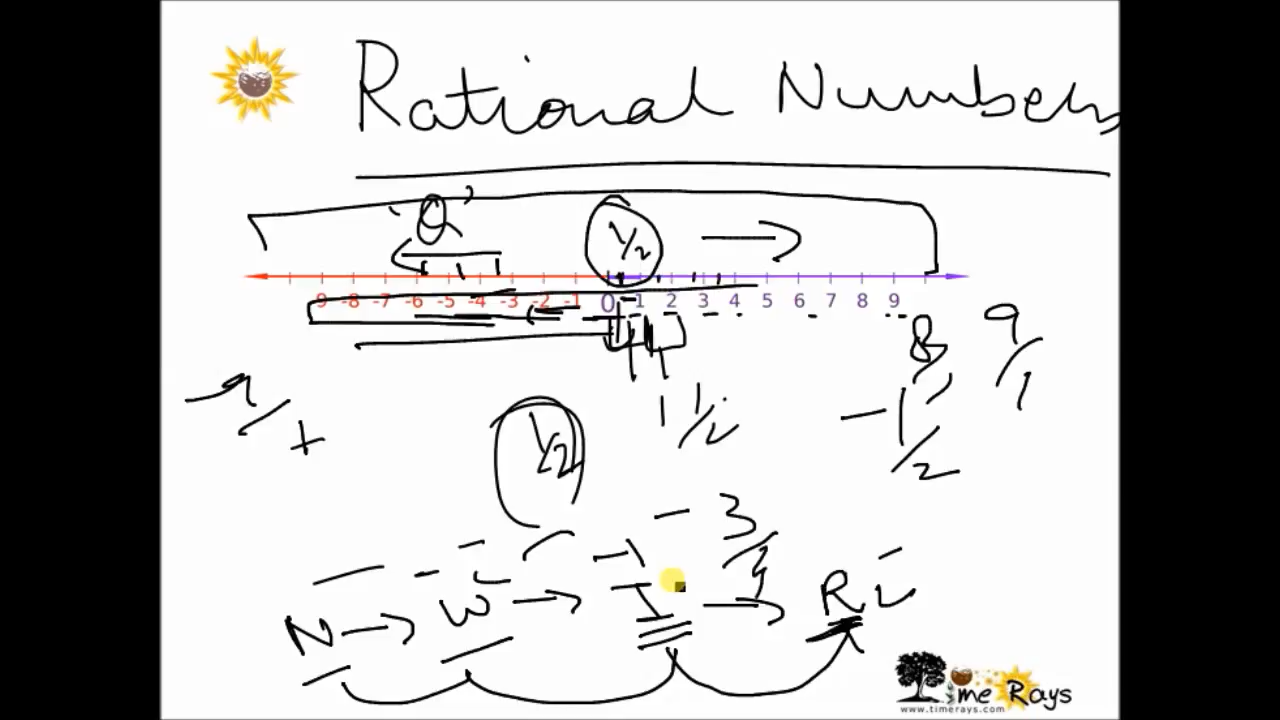 Rational Numbers
Q
1/2
-9 -8 -7 -6 -5 -4 -3 -2 -1 0 1 2 3 4 5 6 7 8 9
8
9/1
1 1/2
-1/2
1/2
-3/4
N → W → I → R
Time Rays
www.timerays.com